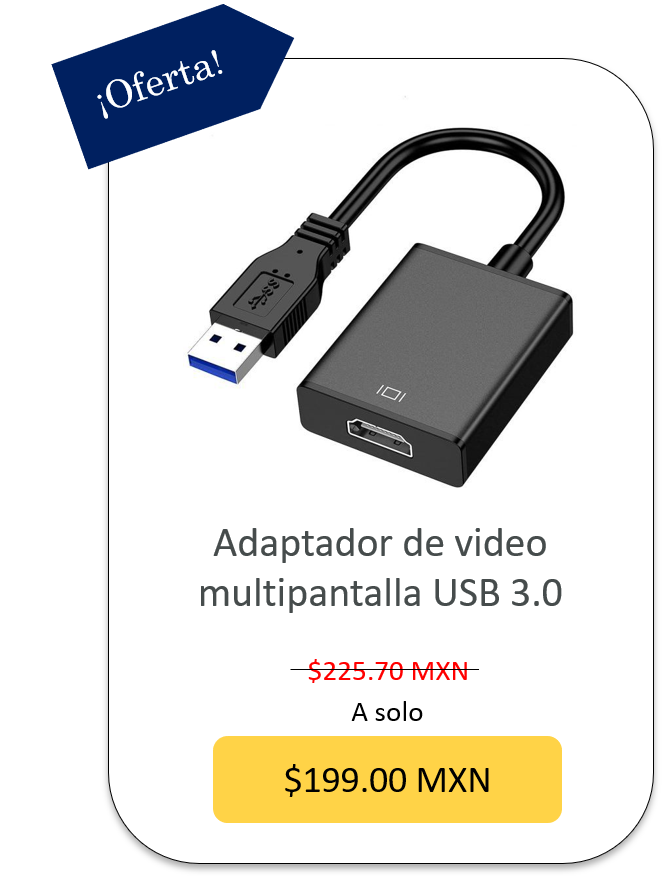 ¡Oferta!
Adaptador de video
multipantalla USB 3.0
$225.70 MXN
A solo
$199.00 MXN